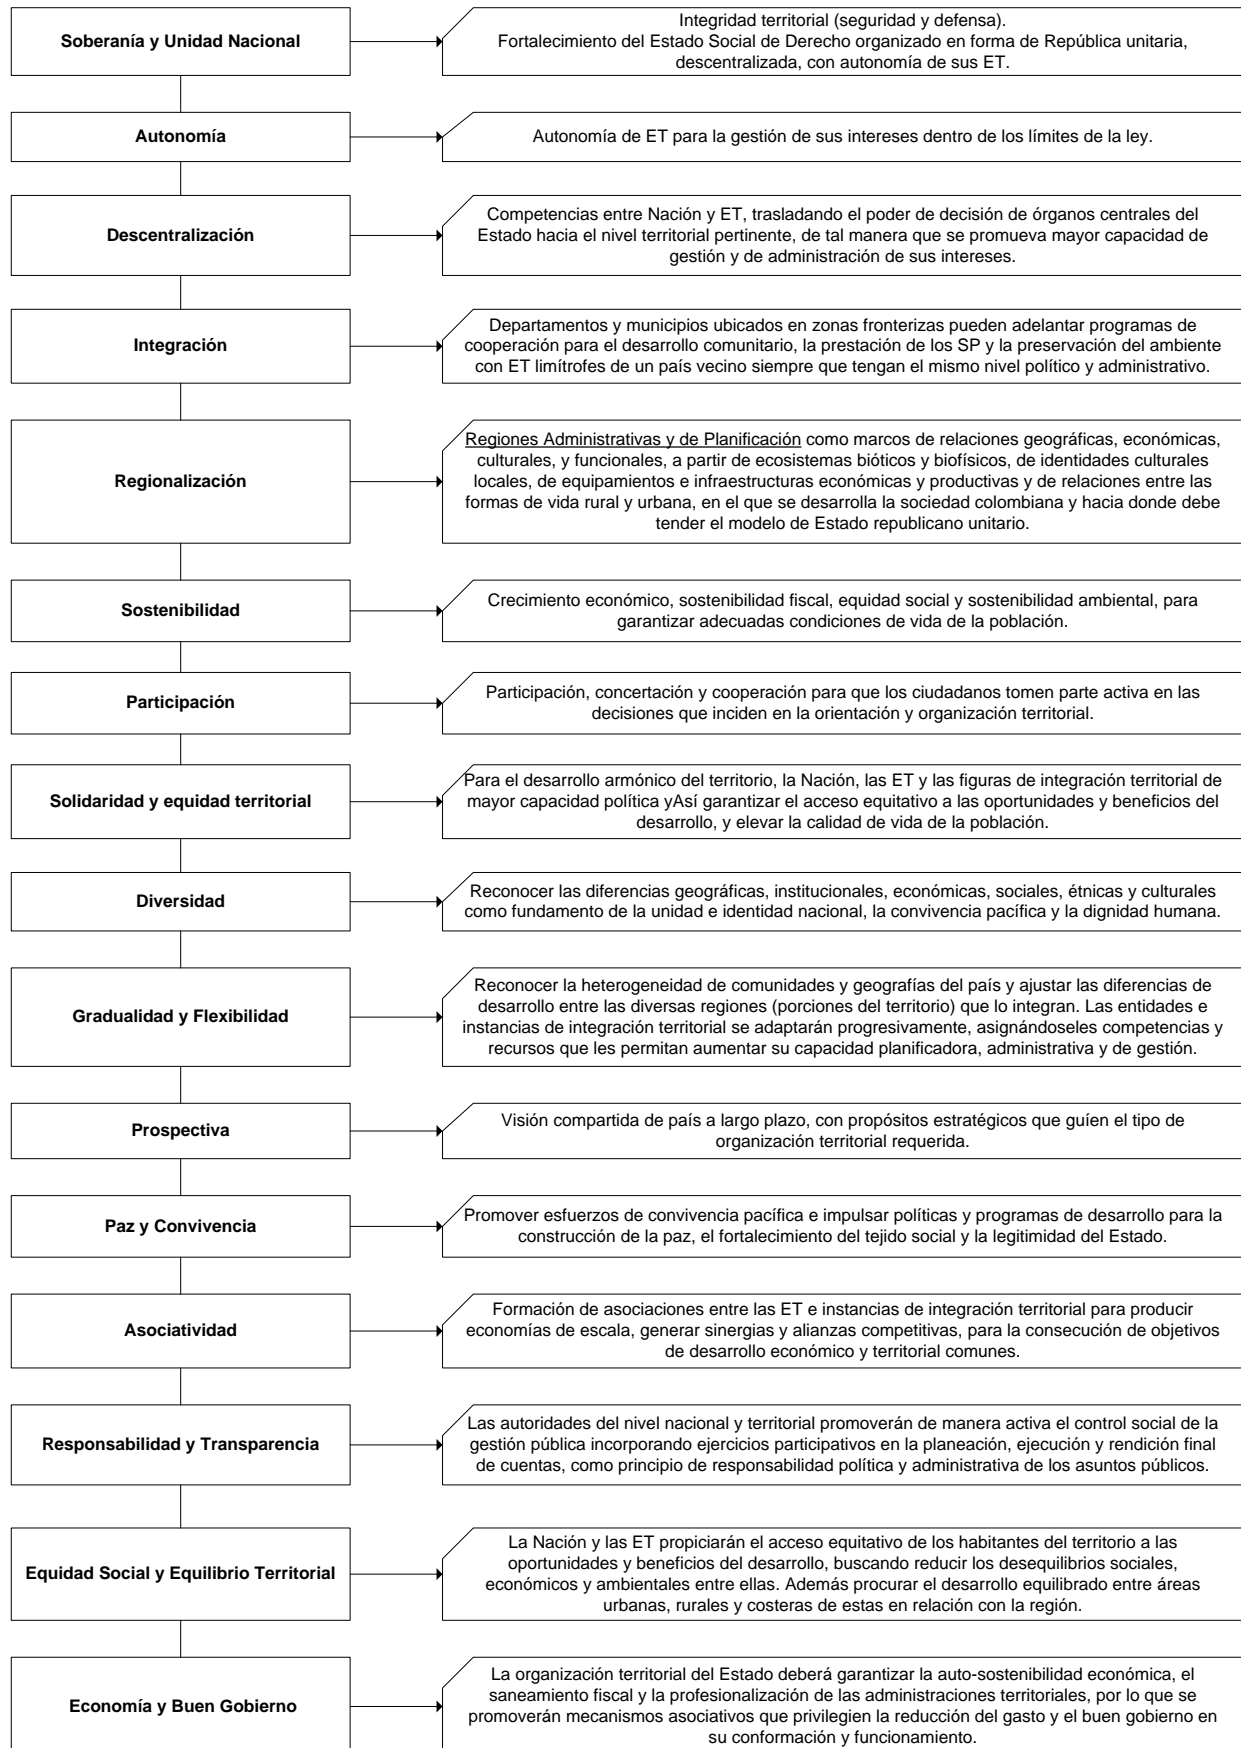 Soberanía y Unidad Nacional
Integridad territorial (seguridad y defensa).
Fortalecimiento del Estado Social de Derecho organizado en forma de República unitaria,
descentralizada, con autonomía de sus ET.
Autonomía
Autonomía de ET para la gestión de sus intereses dentro de los límites de la ley.
Descentralización
Competencias entre Nación y ET, trasladando el poder de decisión de órganos centrales del
Estado hacia el nivel territorial pertinente, de tal manera que se promueva mayor capacidad de
gestión y de administración de sus intereses.
Integración
Departamentos y municipios ubicados en zonas fronterizas pueden adelantar programas de
cooperación para el desarrollo comunitario, la prestación de los SP y la preservación del ambiente
con ET limítrofes de un país vecino siempre que tengan el mismo nivel político y administrativo.
Regionalización
Regiones Administrativas y de Planificación como marcos de relaciones geográficas, económicas,
culturales, y funcionales, a partir de ecosistemas bióticos y biofísicos, de identidades culturales
locales, de equipamientos e infraestructuras económicas y productivas y de relaciones entre las
formas de vida rural y urbana, en el que se desarrolla la sociedad colombiana y hacia donde debe
tender el modelo de Estado republicano unitario.
Sostenibilidad
Crecimiento económico, sostenibilidad fiscal, equidad social y sostenibilidad ambiental, para
garantizar adecuadas condiciones de vida de la población.
Participación
Participación, concertación y cooperación para que los ciudadanos tomen parte activa en las
decisiones que inciden en la orientación y organización territorial.
Solidaridad y equidad territorial
Para el desarrollo armónico del territorio, la Nación, las ET y las figuras de integración territorial de
mayor capacidad política yAsí garantizar el acceso equitativo a las oportunidades y beneficios del
desarrollo, y elevar la calidad de vida de la población.
Diversidad
Reconocer las diferencias geográficas, institucionales, económicas, sociales, étnicas y culturales
como fundamento de la unidad e identidad nacional, la convivencia pacífica y la dignidad humana.
Gradualidad y Flexibilidad
Reconocer la heterogeneidad de comunidades y geografías del país y ajustar las diferencias de
desarrollo entre las diversas regiones (porciones del territorio) que lo integran. Las entidades e
instancias de integración territorial se adaptarán progresivamente, asignándoseles competencias y
recursos que les permitan aumentar su capacidad planificadora, administrativa y de gestión.
Prospectiva
Visión compartida de país a largo plazo, con propósitos estratégicos que guíen el tipo de
organización territorial requerida.
Paz y Convivencia
Promover esfuerzos de convivencia pacífica e impulsar políticas y programas de desarrollo para la
construcción de la paz, el fortalecimiento del tejido social y la legitimidad del Estado.
Asociatividad
Formación de asociaciones entre las ET e instancias de integración territorial para producir
economías de escala, generar sinergias y alianzas competitivas, para la consecución de objetivos
de desarrollo económico y territorial comunes.
Responsabilidad y Transparencia
Las autoridades del nivel nacional y territorial promoverán de manera activa el control social de la
gestión pública incorporando ejercicios participativos en la planeación, ejecución y rendición final
de cuentas, como principio de responsabilidad política y administrativa de los asuntos públicos.
Equidad Social y Equilibrio Territorial
La Nación y las ET propiciarán el acceso equitativo de los habitantes del territorio a las
oportunidades y beneficios del desarrollo, buscando reducir los desequilibrios sociales,
económicos y ambientales entre ellas. Además procurar el desarrollo equilibrado entre áreas
urbanas, rurales y costeras de estas en relación con la región.
Economía y Buen Gobierno
La organización territorial del Estado deberá garantizar la auto-sostenibilidad económica, el
saneamiento fiscal y la profesionalización de las administraciones territoriales, por lo que se
promoverán mecanismos asociativos que privilegien la reducción del gasto y el buen gobierno en
su conformación y funcionamiento.